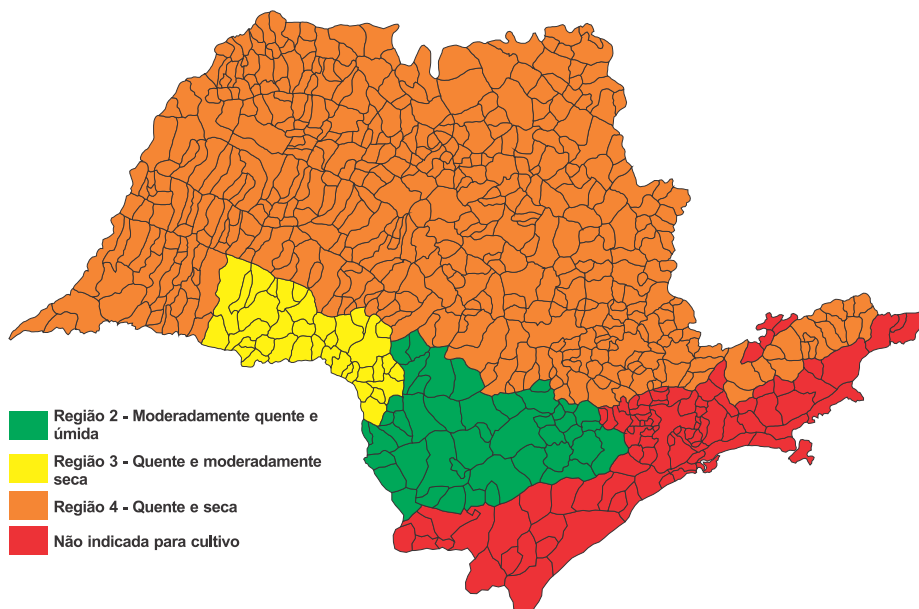 Região 2 - Moderadamente quente e
úmida
Região 3 - Quente e moderadamente
seca
Região 4 - Quente e seca
Não indicada para cultivo